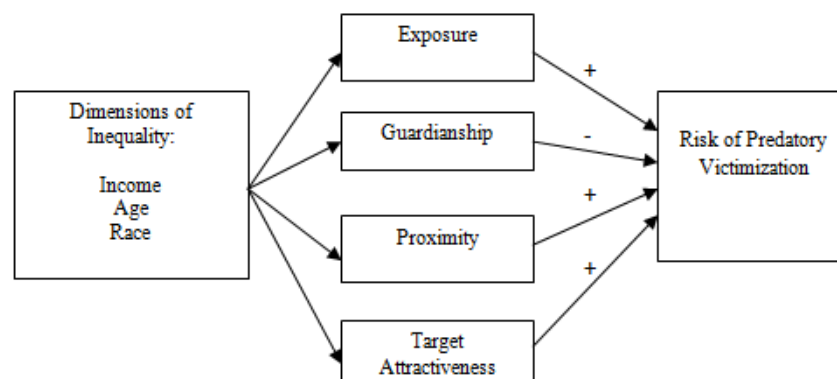 Dimensions of
Inequality:
Income
Age
Race
Exposure
Guardianship
Proximity
Target
Attractiveness
+
-
+
+
Risk of Predatory
Victimization